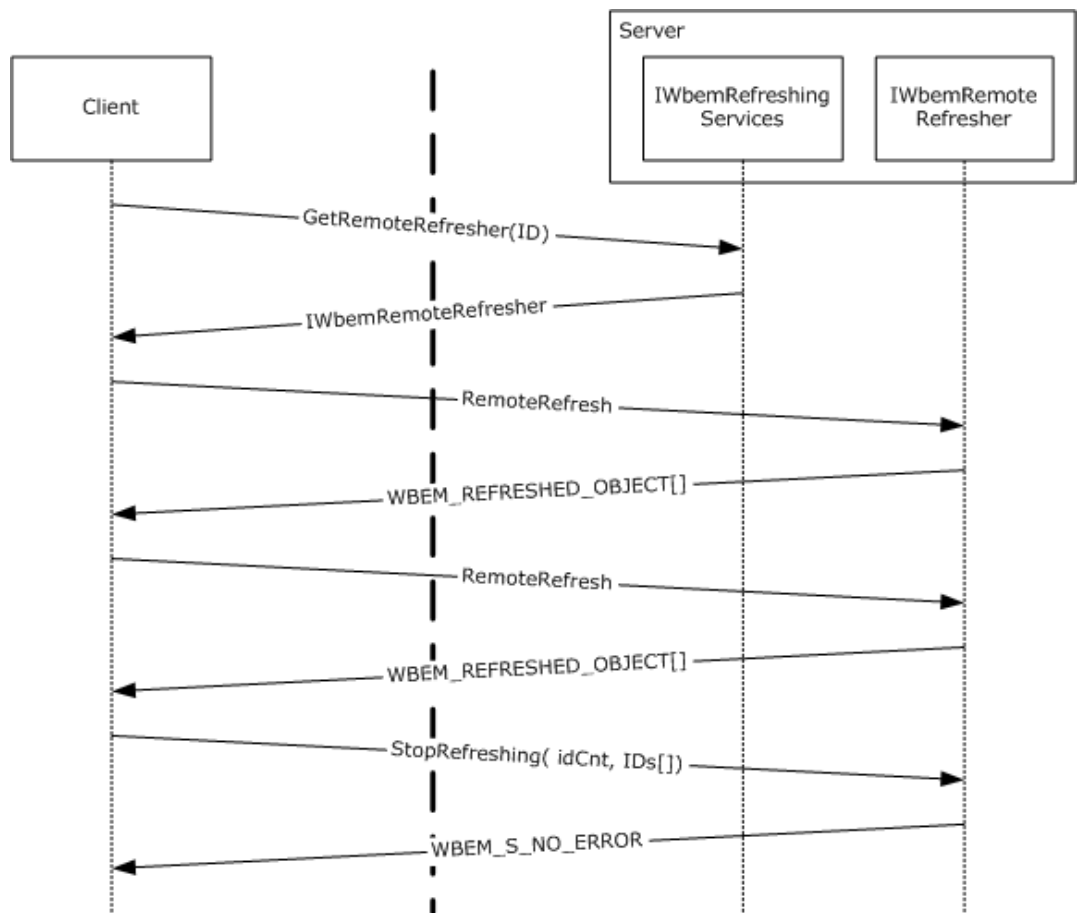 Server
Client
IWbemRefreshing
Services
IWbemRemote
Refresher
GetRemoteRefresher(ID)
IWbemRemoteRefresher
RemoteRefresh
WBEM_REFRESHED_OBJECT[]
RemoteRefresh
WBEM_REFRESHED_OBJECT[]
StopRefreshing( idCnt, IDs[])
WBEM_S_NO_ERROR